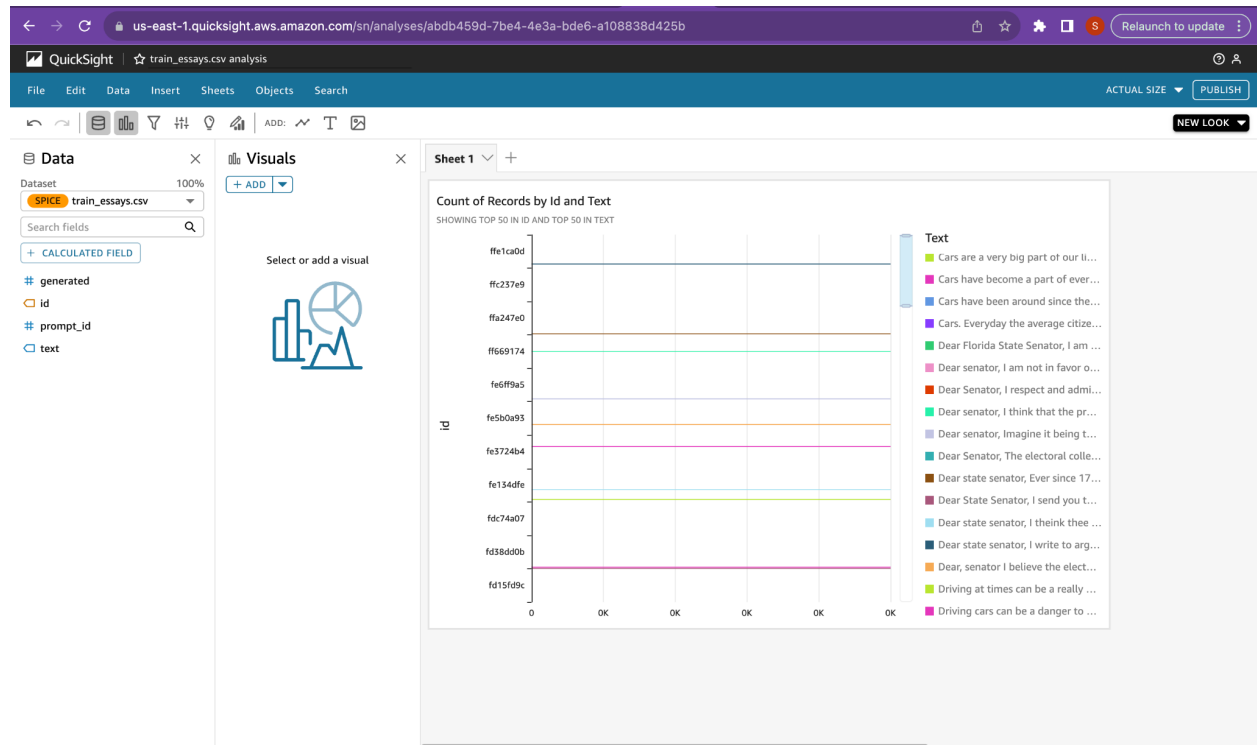 us-east-1.quicksight.aws.amazon.com/sn/analyses/abdb459d-7be4-4e3a-bde6-a108838d425b
S
Relaunch to update
QuickSight
train_essays.csv analysis
File Edit Data Insert Sheets Objects Search
ACTUAL SIZE
PUBLISH
ADD:
NEW LOOK
Data
Dataset 100%
SPICE train_essays.csv
Search fields
+ CALCULATED FIELD
# generated
id
# prompt_id
text
Visuals
+ ADD
Select or add a visual
Sheet 1
Count of Records by Id and Text
SHOWING TOP 50 IN ID AND TOP 50 IN TEXT
id
ffe1ca0d
ffc237e9
ffa247e0
ff669174
fe6ff9a5
fe5b0a93
fe3724b4
fe134dfe
fdc74a07
fd38dd0b
fd15fd9c
0 0K 0K 0K 0K 0K
Text
Cars are a very big part of our li...
Cars have become a part of ever...
Cars have been around since the...
Cars. Everyday the average citize...
Dear Florida State Senator, I am ...
Dear senator, I am not in favor o...
Dear Senator, I respect and admi...
Dear senator, I think that the pr...
Dear senator, Imagine it being t...
Dear Senator, The electoral colle...
Dear state senator, Ever since 17...
Dear State Senator, I send you t...
Dear state senator, I theink thee ...
Dear state senator, I write to arg...
Dear, senator I believe the elect...
Driving at times can be a really ...
Driving cars can be a danger to ...